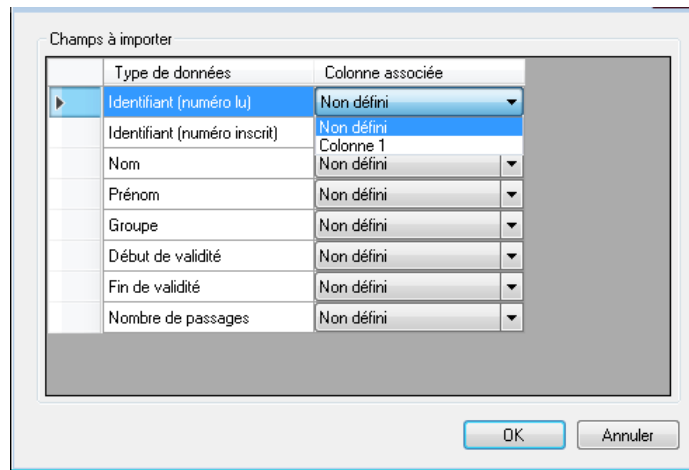 Champs à importer
Type de données Colonne associée
Identifiant (numéro lu) Non défini
Non défini
Identifiant (numéro inscrit)
Colonne 1
Nom Non défini
Prénom Non défini
Groupe Non défini
Début de validité Non défini
Fin de validité Non défini
Nombre de passages Non défini
OK Annuler